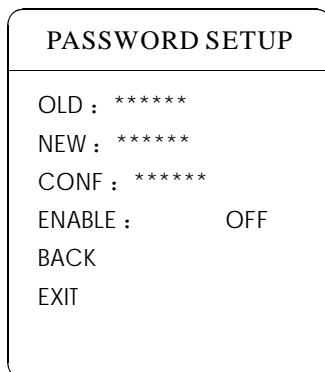 PASSWORD SETUP
OLD： ******
NEW： ******
CONF： ******
ENABLE： OFF
BACK
EXIT